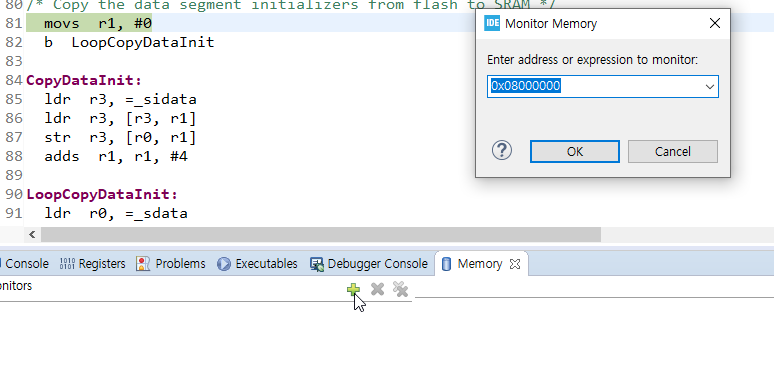 80 /* Copy the data segment initializers from flash to SRAM */
81 movs r1, #0
82 b LoopCopyDataInit
83
84 CopyDataInit:
85 ldr r3, =_sidata
86 ldr r3, [r3, r1]
87 str r3, [r0, r1]
88 adds r1, r1, #4
89
90 LoopCopyDataInit:
91 ldr r0, =_sdata
IDE Monitor Memory
Enter address or expression to monitor:
0x08000000
? OK Cancel
Console 1010 0101 Registers Problems Executables Debugger Console Memory
onitors